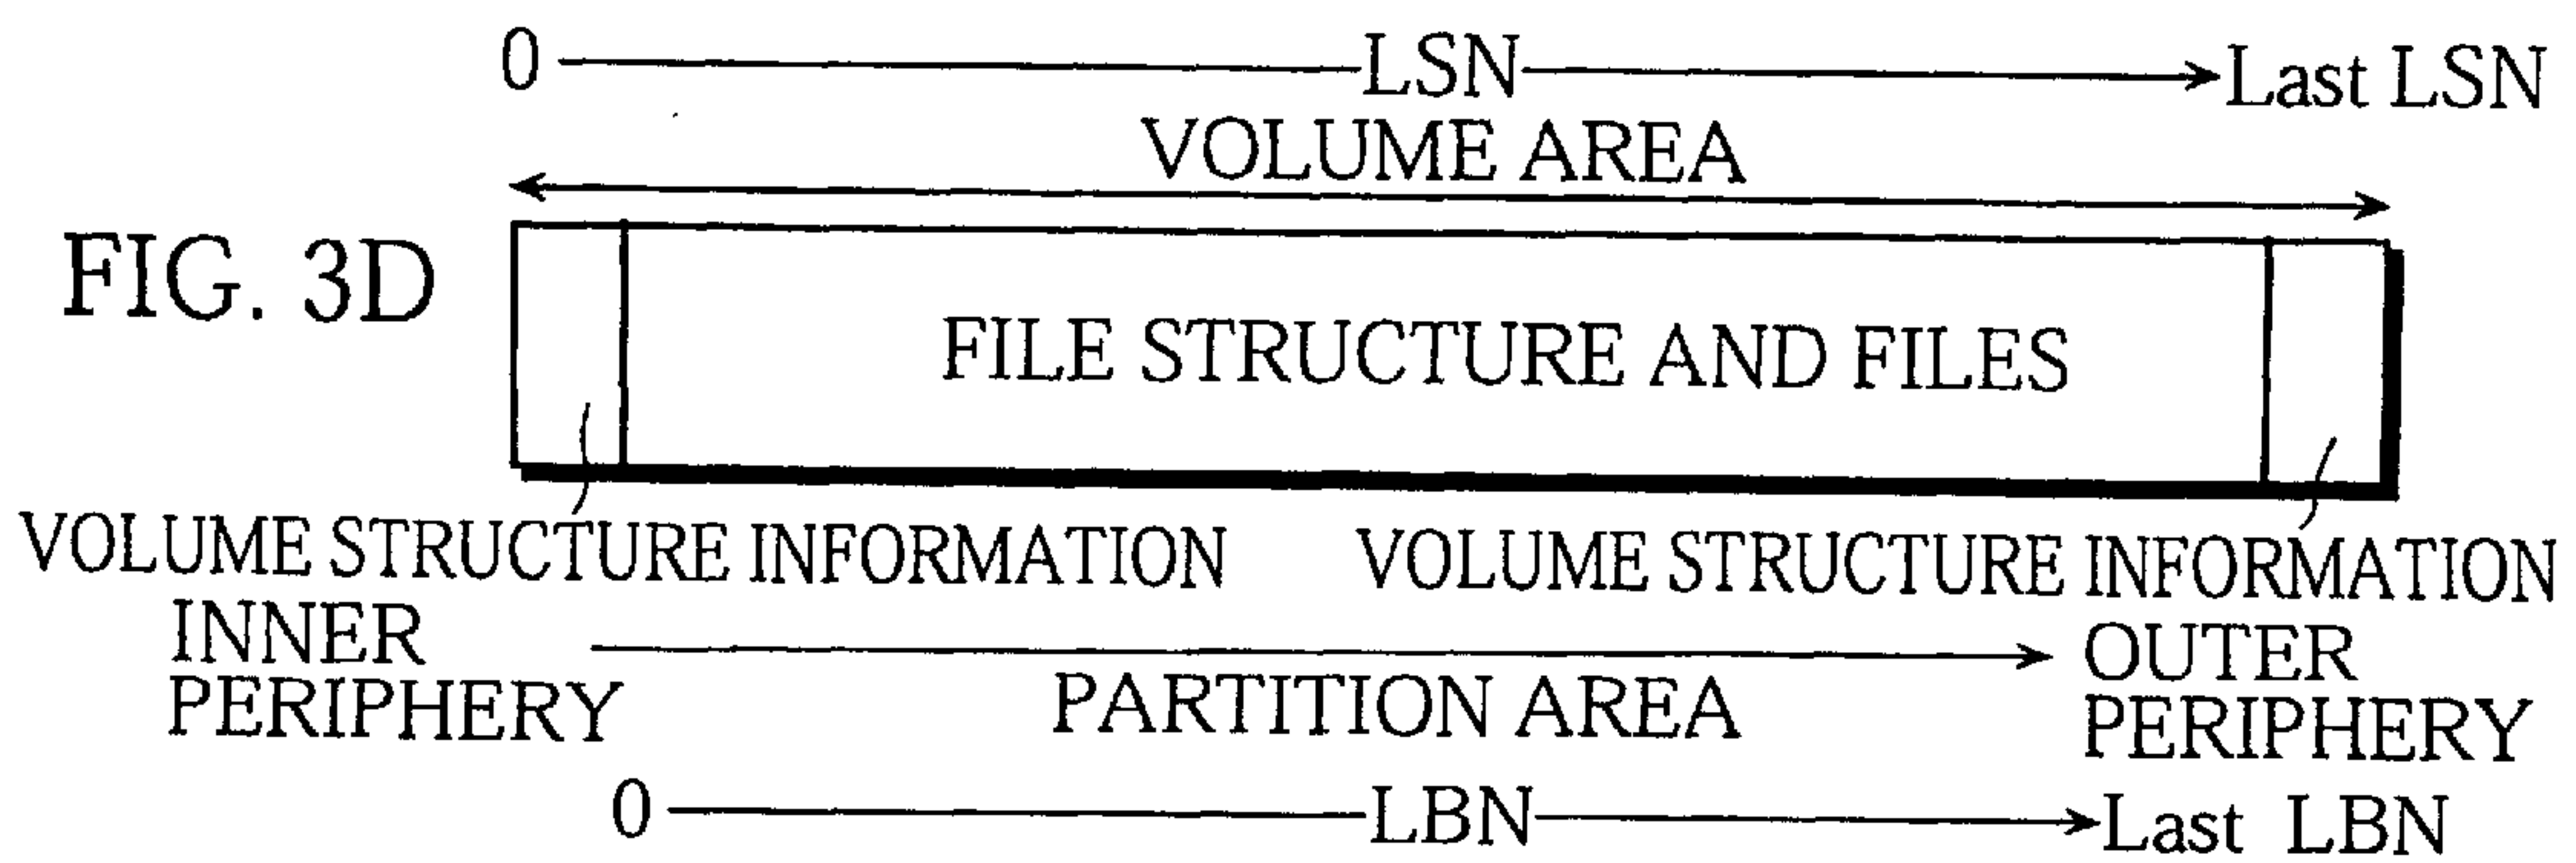 0 LSN Last LSN
VOLUME AREA
FIG. 3D
FILE STRUCTURE AND FILES
VOLUME STRUCTURE INFORMATION VOLUME STRUCTURE INFORMATION
INNER PERIPHERY
PARTITION AREA
OUTER PERIPHERY
0 LBN Last LBN